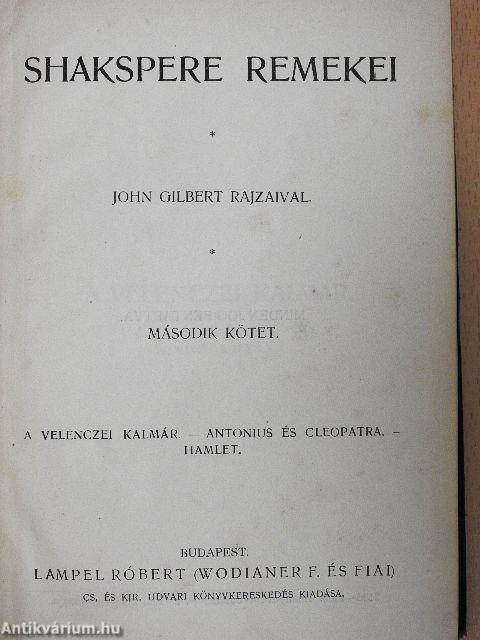 SHAKSPERE REMEKEI
*
JOHN GILBERT RAJZAIVAL.
*
MÁSODIK KÖTET.
A VELENCZEI KALMÁR. – ANTONIUS ÉS CLEOPATRA. –
HAMLET.
BUDAPEST.
LAMPEL RÓBERT (WODIANER F. ÉS FIAI)
CS. ÉS KIR. UDVARI KÖNYVKERESKEDÉS KIADÁSA.
Antikvárium.hu